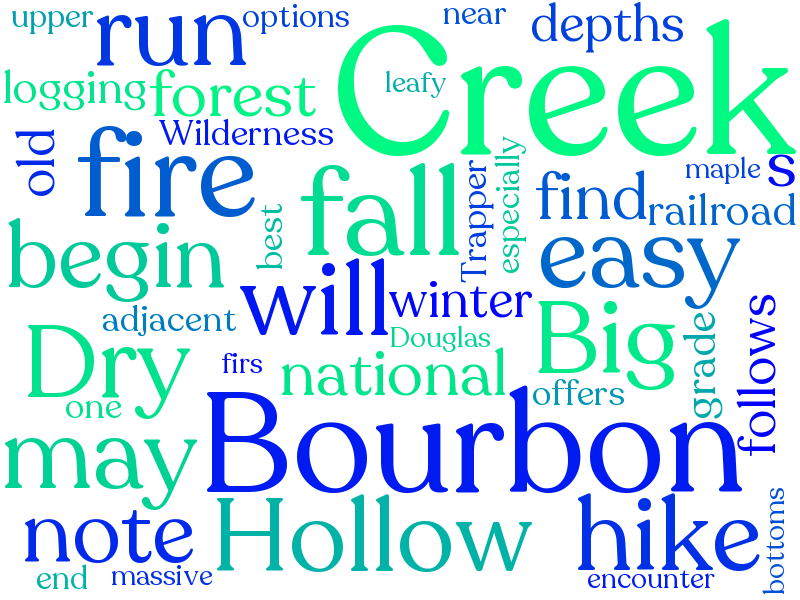 upper
run
options
near
depths
logging
forest
leafy
Creek
old
Wilderness
fire
fall
Trapper
especially
maple
s
find
railroad
begin
best
easy
will
winter
adjacent
Douglas
Big
grade
follows
Dry
firs
national
offers
one
may
Bourbon
note
Hollow
hike
bottoms
end
massive
encounter